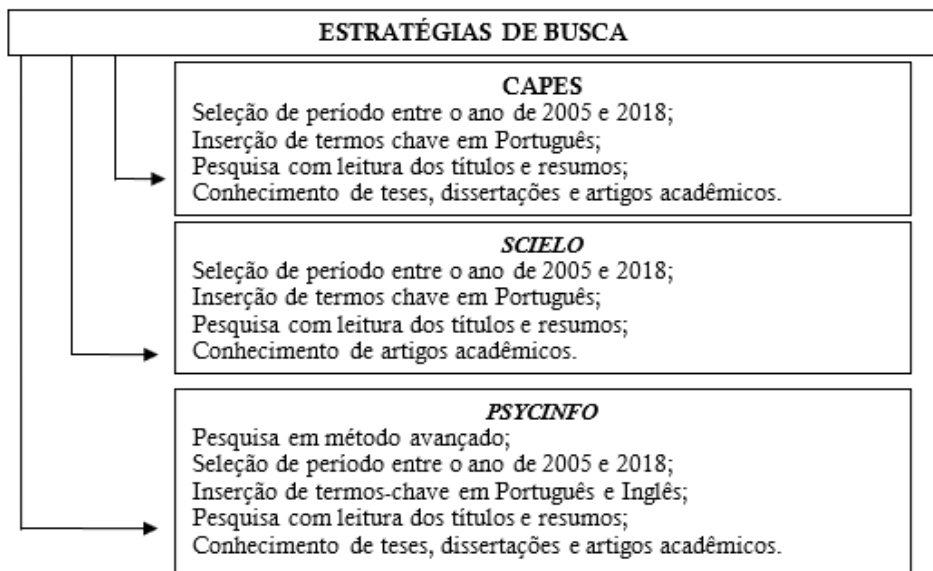 ESTRATÉGIAS DE BUSCA
CAPES
Seleção de período entre o ano de 2005 e 2018;
Inserção de termos chave em Português;
Pesquisa com leitura dos títulos e resumos;
Conhecimento de teses, dissertações e artigos acadêmicos.
SCIELO
Seleção de período entre o ano de 2005 e 2018;
Inserção de termos chave em Português;
Pesquisa com leitura dos títulos e resumos;
Conhecimento de artigos acadêmicos.
PSYCINFO
Pesquisa em método avançado;
Seleção de período entre o ano de 2005 e 2018;
Inserção de termos-chave em Português e Inglês;
Pesquisa com leitura dos títulos e resumos;
Conhecimento de teses, dissertações e artigos acadêmicos.